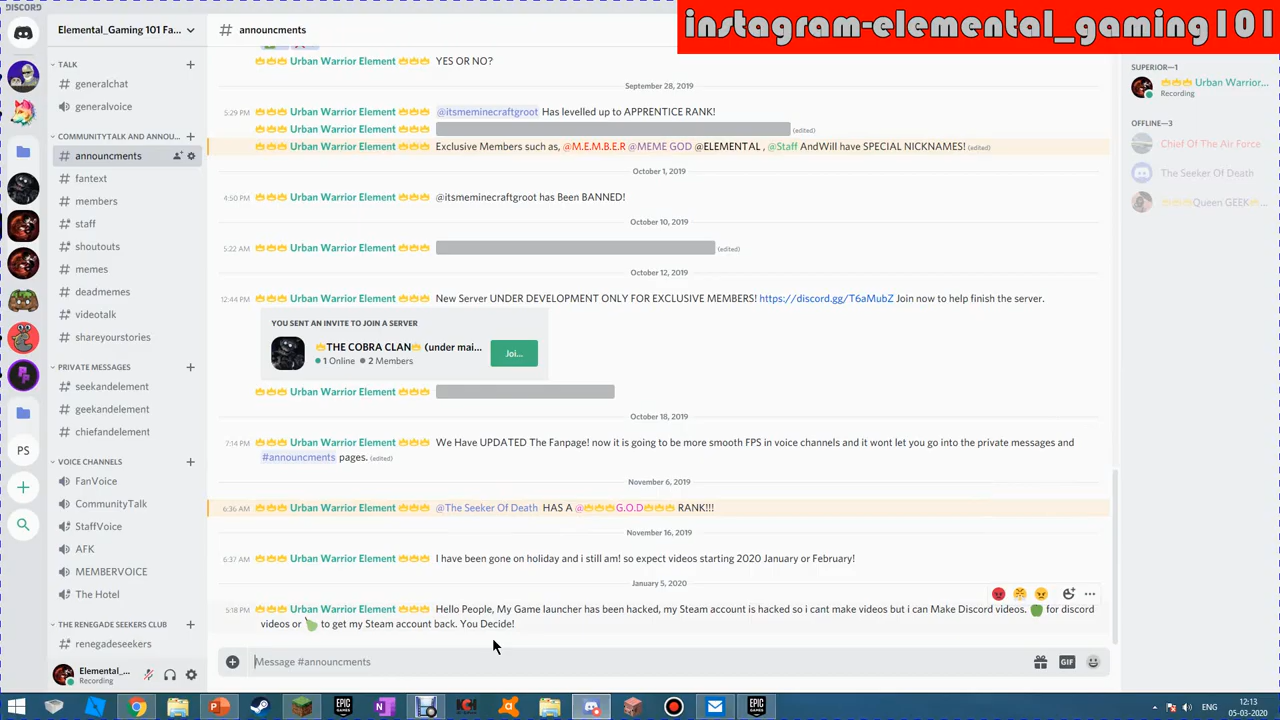 DISCORD
Elemental_Gaming 101 Fa...
# announcments
instagram-elemental_gaming101
TALK
generalchat
generalvoice
COMMUNITYTALK AND ANNOU...
announcments
fantext
members
staff
shoutouts
memes
deadmemes
videotalk
shareyourstories
PRIVATE MESSAGES
seekandelement
geekandelement
chiefandelement
VOICE CHANNELS
FanVoice
CommunityTalk
StaffVoice
AFK
MEMBERVOICE
The Hotel
THE RENEGADE SEEKERS CLUB
renegadeseekers
Elemental_...
Recording
PS
Urban Warrior Element YES OR NO?
September 28, 2019
5:29 PM Urban Warrior Element @itsmeminecraftgroot Has levelled up to APPRENTICE RANK!
Urban Warrior Element (edited)
Urban Warrior Element Exclusive Members such as, @M.E.M.B.E.R @MEME GOD @ELEMENTAL , @Staff AndWill have SPECIAL NICKNAMES! (edited)
October 1, 2019
4:50 PM Urban Warrior Element @itsmeminecraftgroot has Been BANNED!
October 10, 2019
5:22 AM Urban Warrior Element (edited)
October 12, 2019
12:44 PM Urban Warrior Element New Server UNDER DEVELOPMENT ONLY FOR EXCLUSIVE MEMBERS! https://discord.gg/T6aMubZ Join now to help finish the server.
YOU SENT AN INVITE TO JOIN A SERVER
THE COBRA CLAN (under mai...
1 Online 2 Members
Joi...
Urban Warrior Element
October 18, 2019
7:14 PM Urban Warrior Element We Have UPDATED The Fanpage! now it is going to be more smooth FPS in voice channels and it wont let you go into the private messages and
#announcments pages. (edited)
November 6, 2019
6:36 AM Urban Warrior Element @The Seeker Of Death HAS A @G.O.D RANK!!!
November 16, 2019
6:37 AM Urban Warrior Element I have been gone on holiday and i still am! so expect videos starting 2020 January or February!
January 5, 2020
5:18 PM Urban Warrior Element Hello People, My Game launcher has been hacked, my Steam account is hacked so i cant make videos but i can Make Discord videos. for discord
videos or to get my Steam account back. You Decide!
Message #announcments
GIF
SUPERIOR—1
Urban Warrior...
Recording
OFFLINE—3
Chief Of The Air Force
The Seeker Of Death
Queen GEEK...
EPIC GAMES
EPIC GAMES
ENG
12:13
05-03-2020